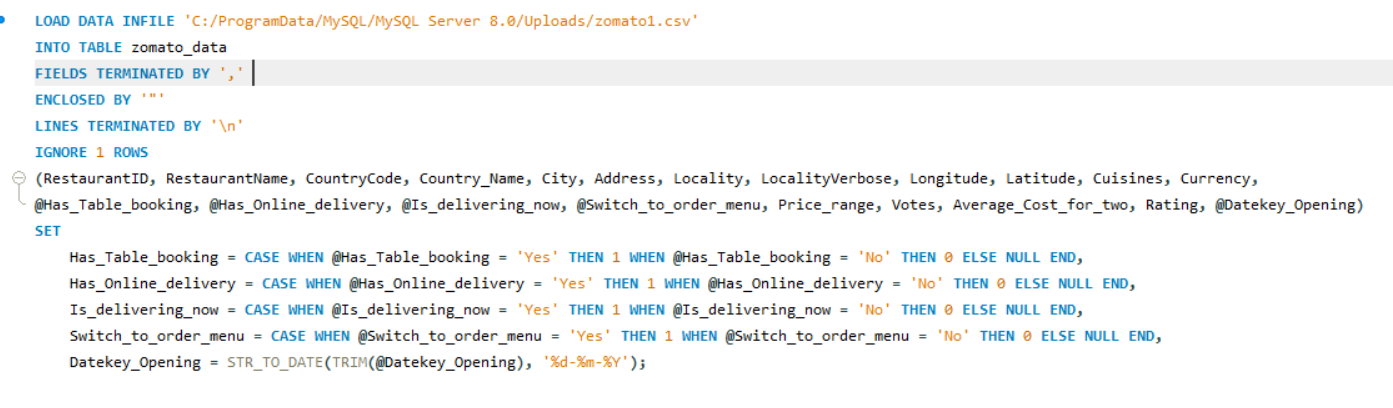 LOAD DATA INFILE 'C:/ProgramData/MySQL/MySQL Server 8.0/Uploads/zomato1.csv'
INTO TABLE zomato_data
FIELDS TERMINATED BY ','
ENCLOSED BY '"'
LINES TERMINATED BY '\n'
IGNORE 1 ROWS
(RestaurantID, RestaurantName, CountryCode, Country_Name, City, Address, Locality, LocalityVerbose, Longitude, Latitude, Cuisines, Currency,
@Has_Table_booking, @Has_Online_delivery, @Is_delivering_now, @Switch_to_order_menu, Price_range, Votes, Average_Cost_for_two, Rating, @Datekey_Opening)
SET
    Has_Table_booking = CASE WHEN @Has_Table_booking = 'Yes' THEN 1 WHEN @Has_Table_booking = 'No' THEN 0 ELSE NULL END,
    Has_Online_delivery = CASE WHEN @Has_Online_delivery = 'Yes' THEN 1 WHEN @Has_Online_delivery = 'No' THEN 0 ELSE NULL END,
    Is_delivering_now = CASE WHEN @Is_delivering_now = 'Yes' THEN 1 WHEN @Is_delivering_now = 'No' THEN 0 ELSE NULL END,
    Switch_to_order_menu = CASE WHEN @Switch_to_order_menu = 'Yes' THEN 1 WHEN @Switch_to_order_menu = 'No' THEN 0 ELSE NULL END,
    Datekey_Opening = STR_TO_DATE(TRIM(@Datekey_Opening), '%d-%m-%Y');